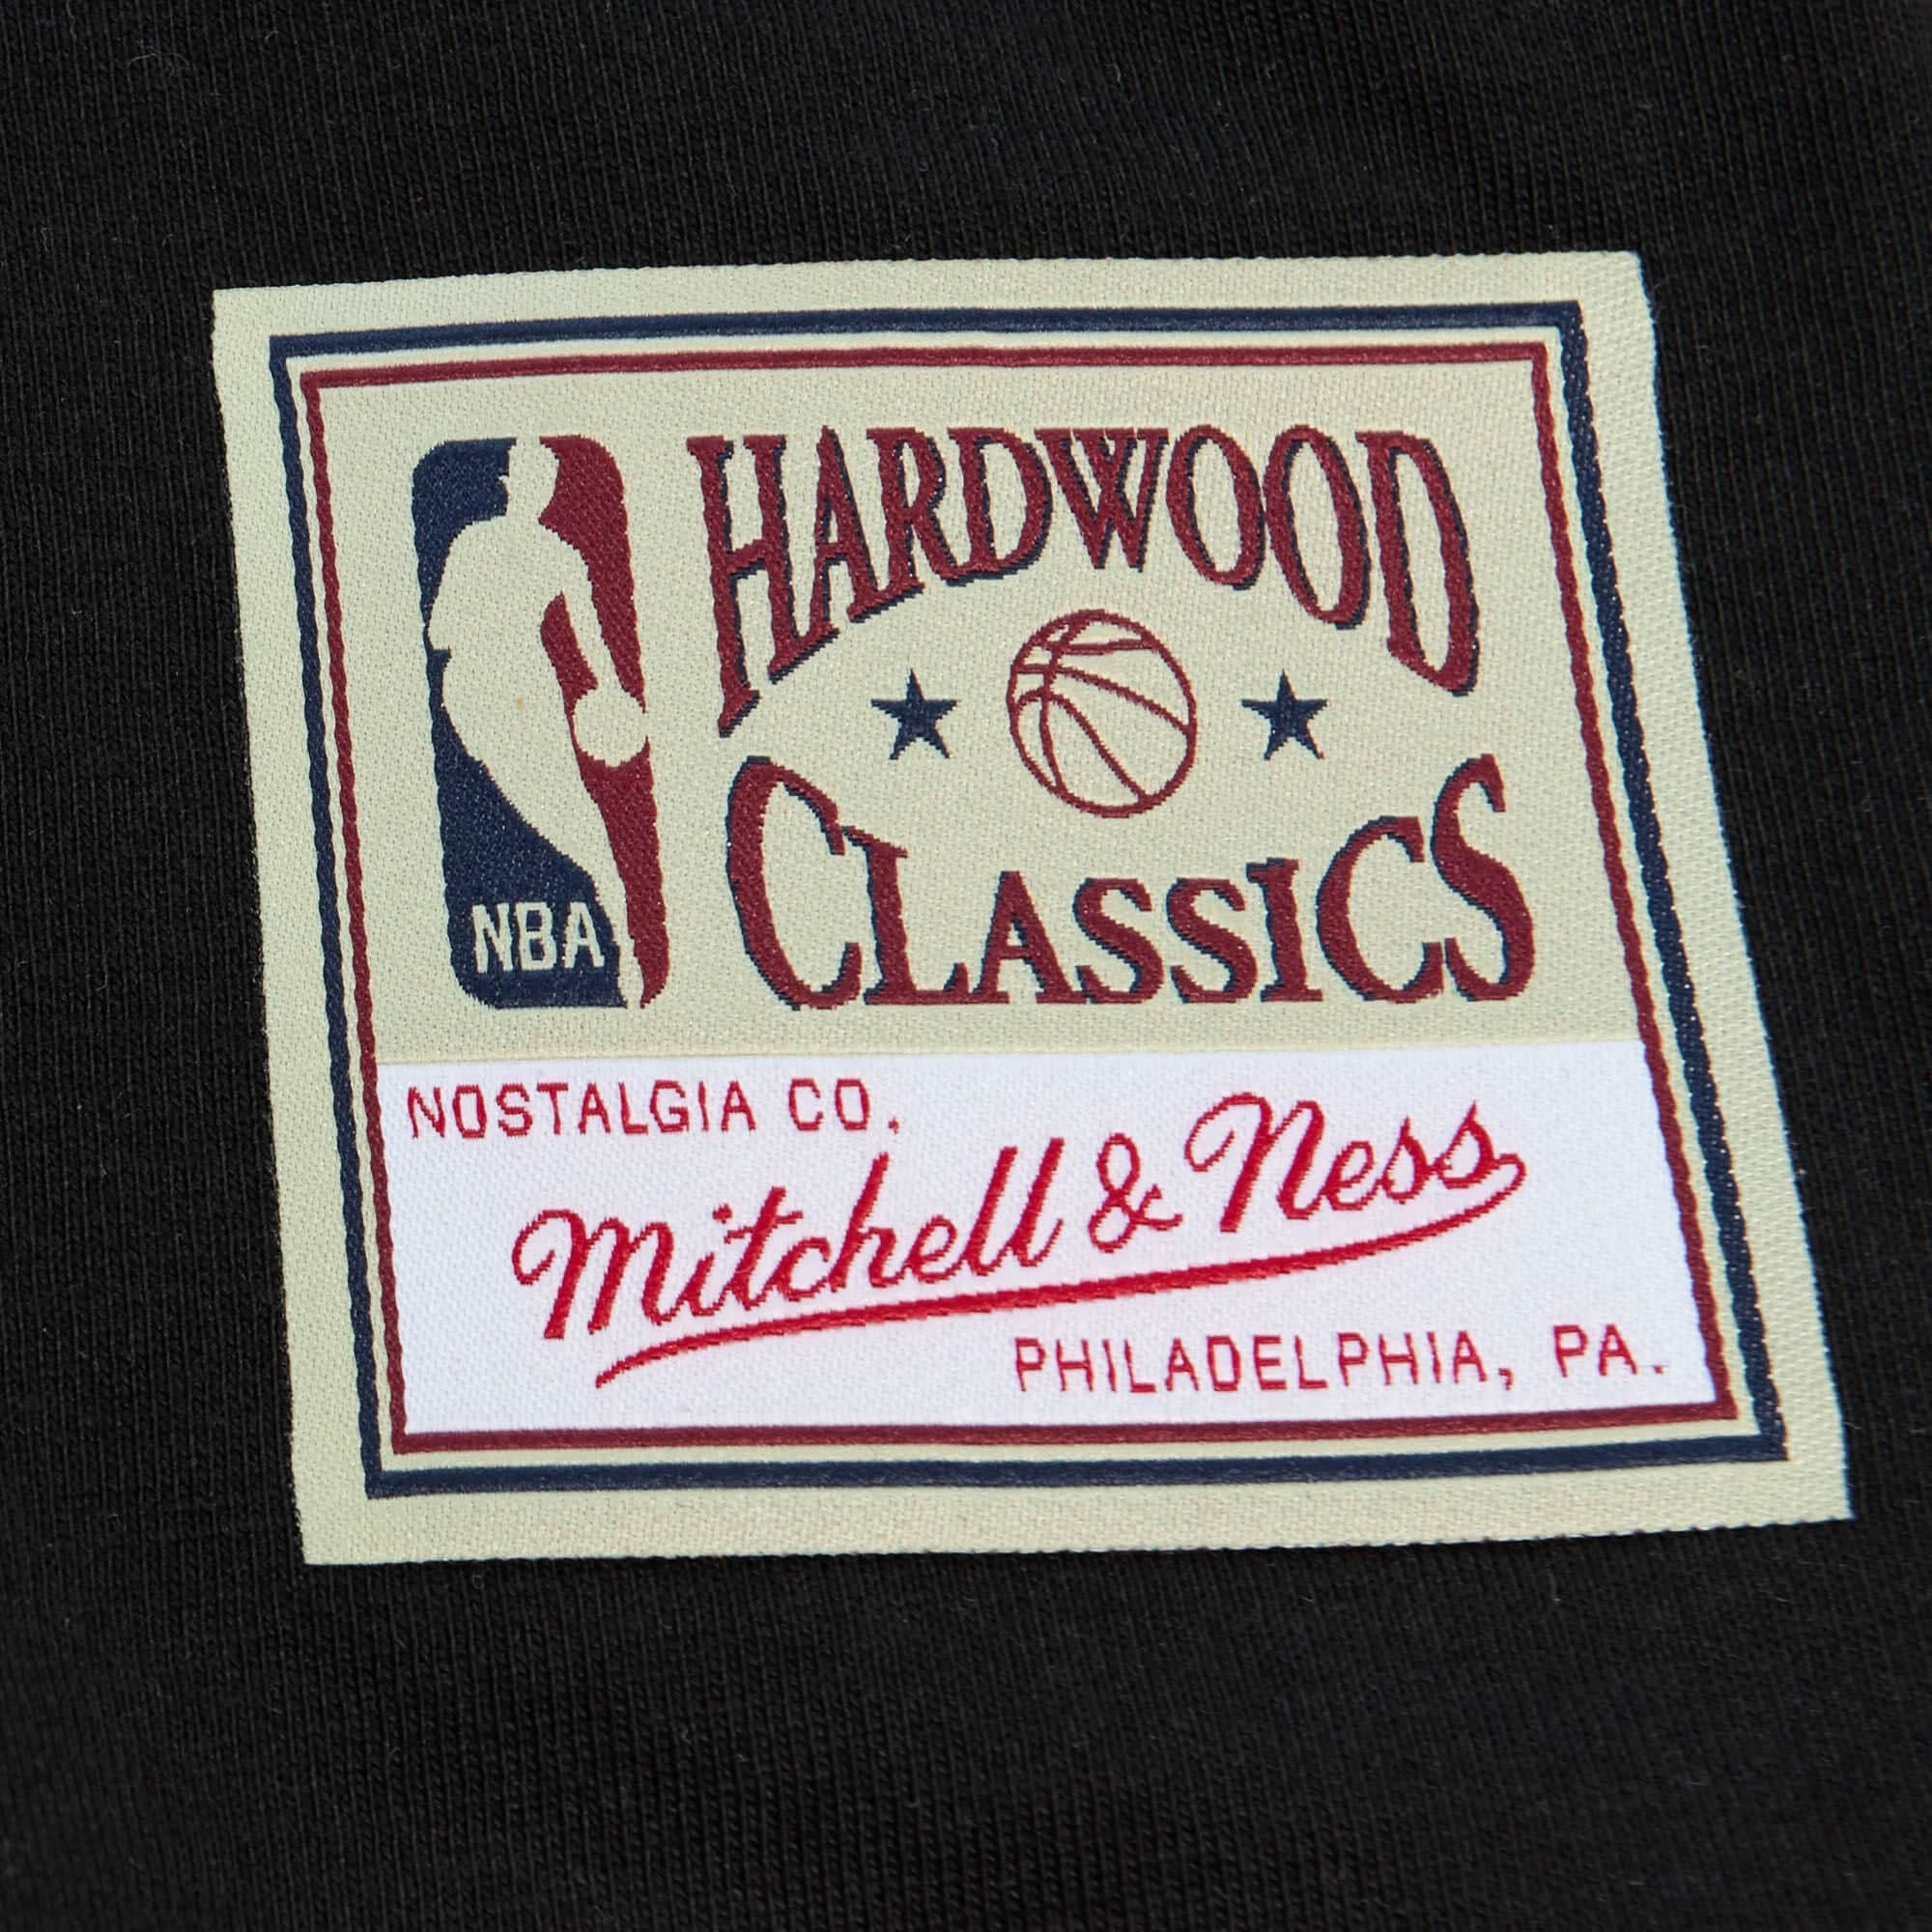 HARDWOOD
CLASSICS
NBA
NOSTALGIA CO.
Mitchell & Ness
PHILADELPHIA, PA.